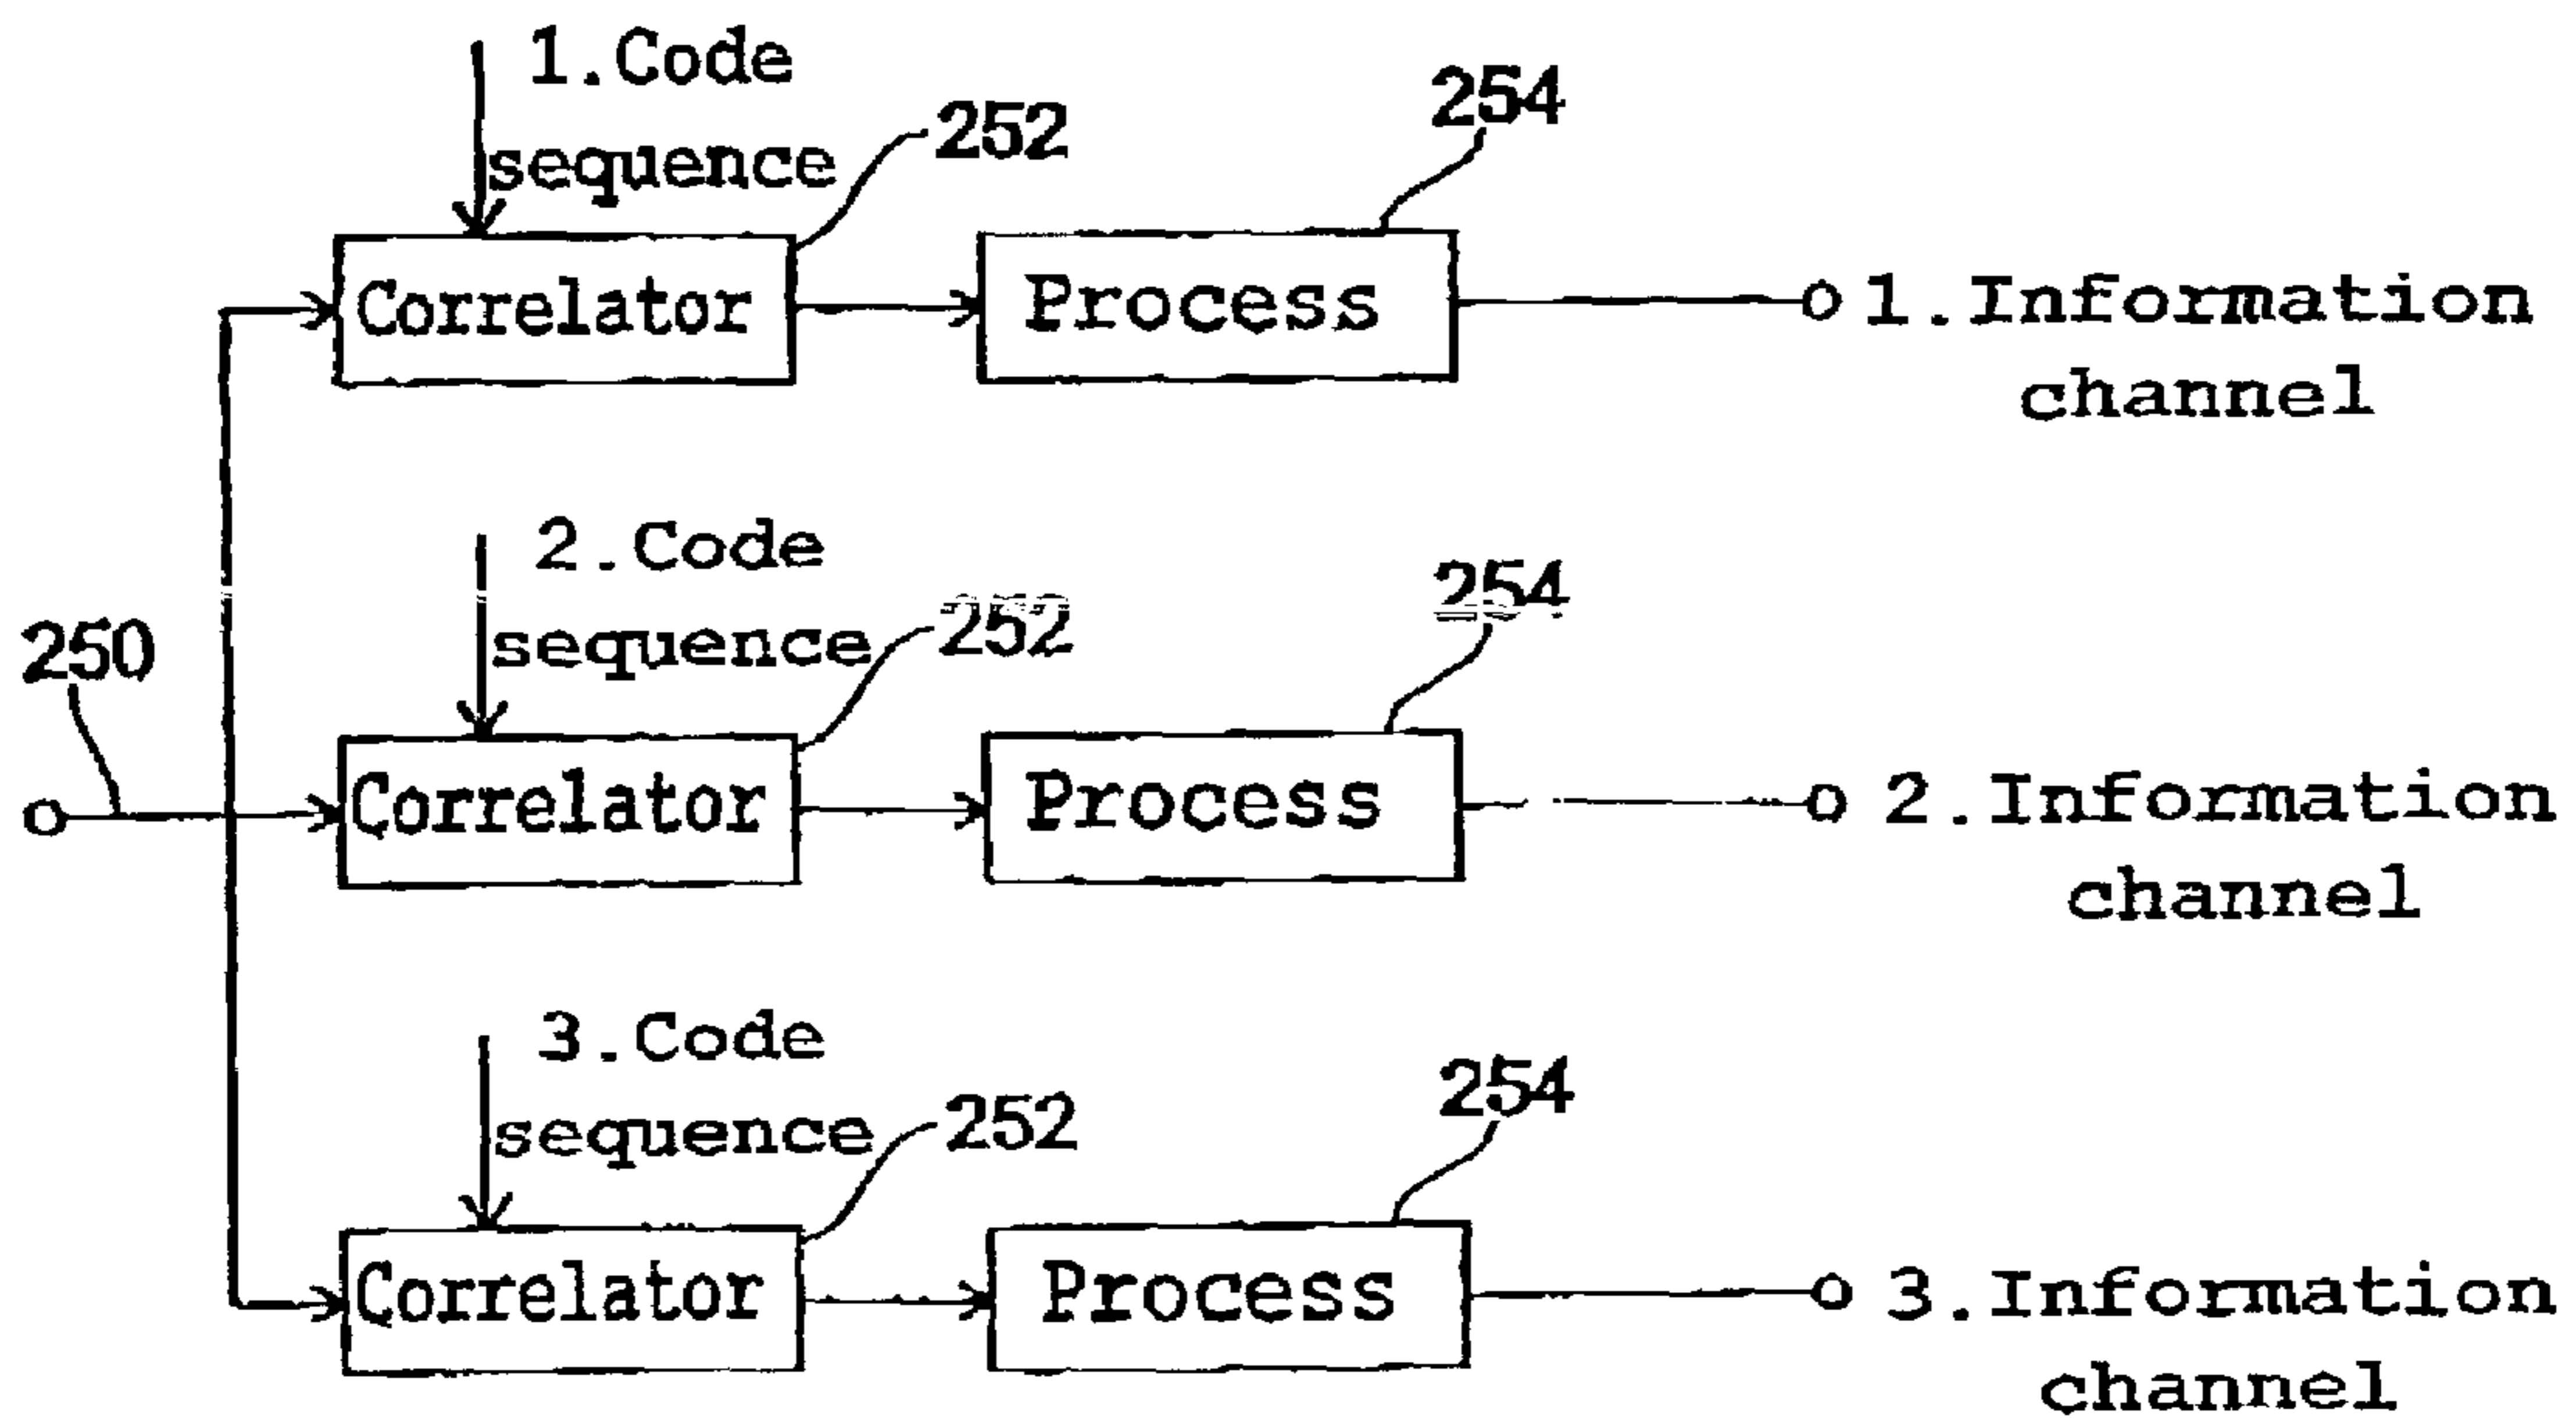 1.Code
sequence
252
254
Correlator
Process
1.Information
channel
2.Code
sequence
252
254
250
Correlator
Process
2.Information
channel
3.Code
sequence
252
254
Correlator
Process
3.Information
channel